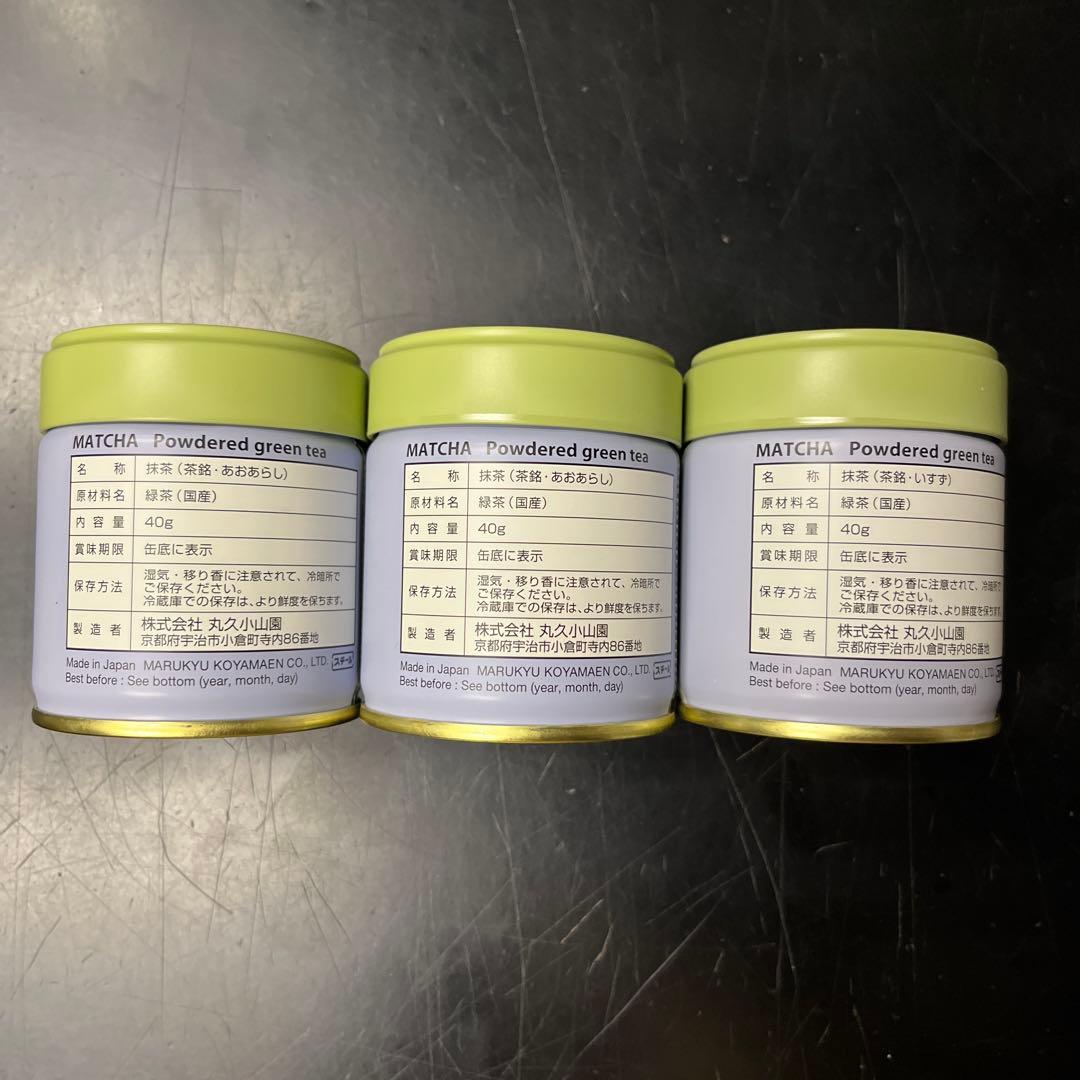 MATCHA Powdered green tea
名称 抹茶（茶銘・あおあらし）
原材料名 緑茶（国産）
内容量 40g
賞味期限 缶底に表示
保存方法 湿気・移り香に注意されて、冷暗所で
ご保存ください。
冷蔵庫での保存は、より鮮度を保ちます。
製造者 株式会社 丸久小山園
京都府宇治市小倉町寺内86番地
Made in Japan MARUKYU KOYAMAEN CO., LTD. スチール
Best before : See bottom (year, month, day)
MATCHA Powdered green tea
名称 抹茶（茶銘・あおあらし）
原材料名 緑茶（国産）
内容量 40g
賞味期限 缶底に表示
保存方法 湿気・移り香に注意されて、冷暗所で
ご保存ください。
冷蔵庫での保存は、より鮮度を保ちます。
製造者 株式会社 丸久小山園
京都府宇治市小倉町寺内86番地
Made in Japan MARUKYU KOYAMAEN CO., LTD. スチール
Best before : See bottom (year, month, day)
MATCHA Powdered green tea
名称 抹茶（茶銘・いすず）
原材料名 緑茶（国産）
内容量 40g
賞味期限 缶底に表示
保存方法 湿気・移り香に注意されて、冷暗所で
ご保存ください。
冷蔵庫での保存は、より鮮度を保ちます
製造者 株式会社 丸久小山園
京都府宇治市小倉町寺内86番地
Made in Japan MARUKYU KOYAMAEN CO., LTD.
Best before : See bottom (year, month, day)